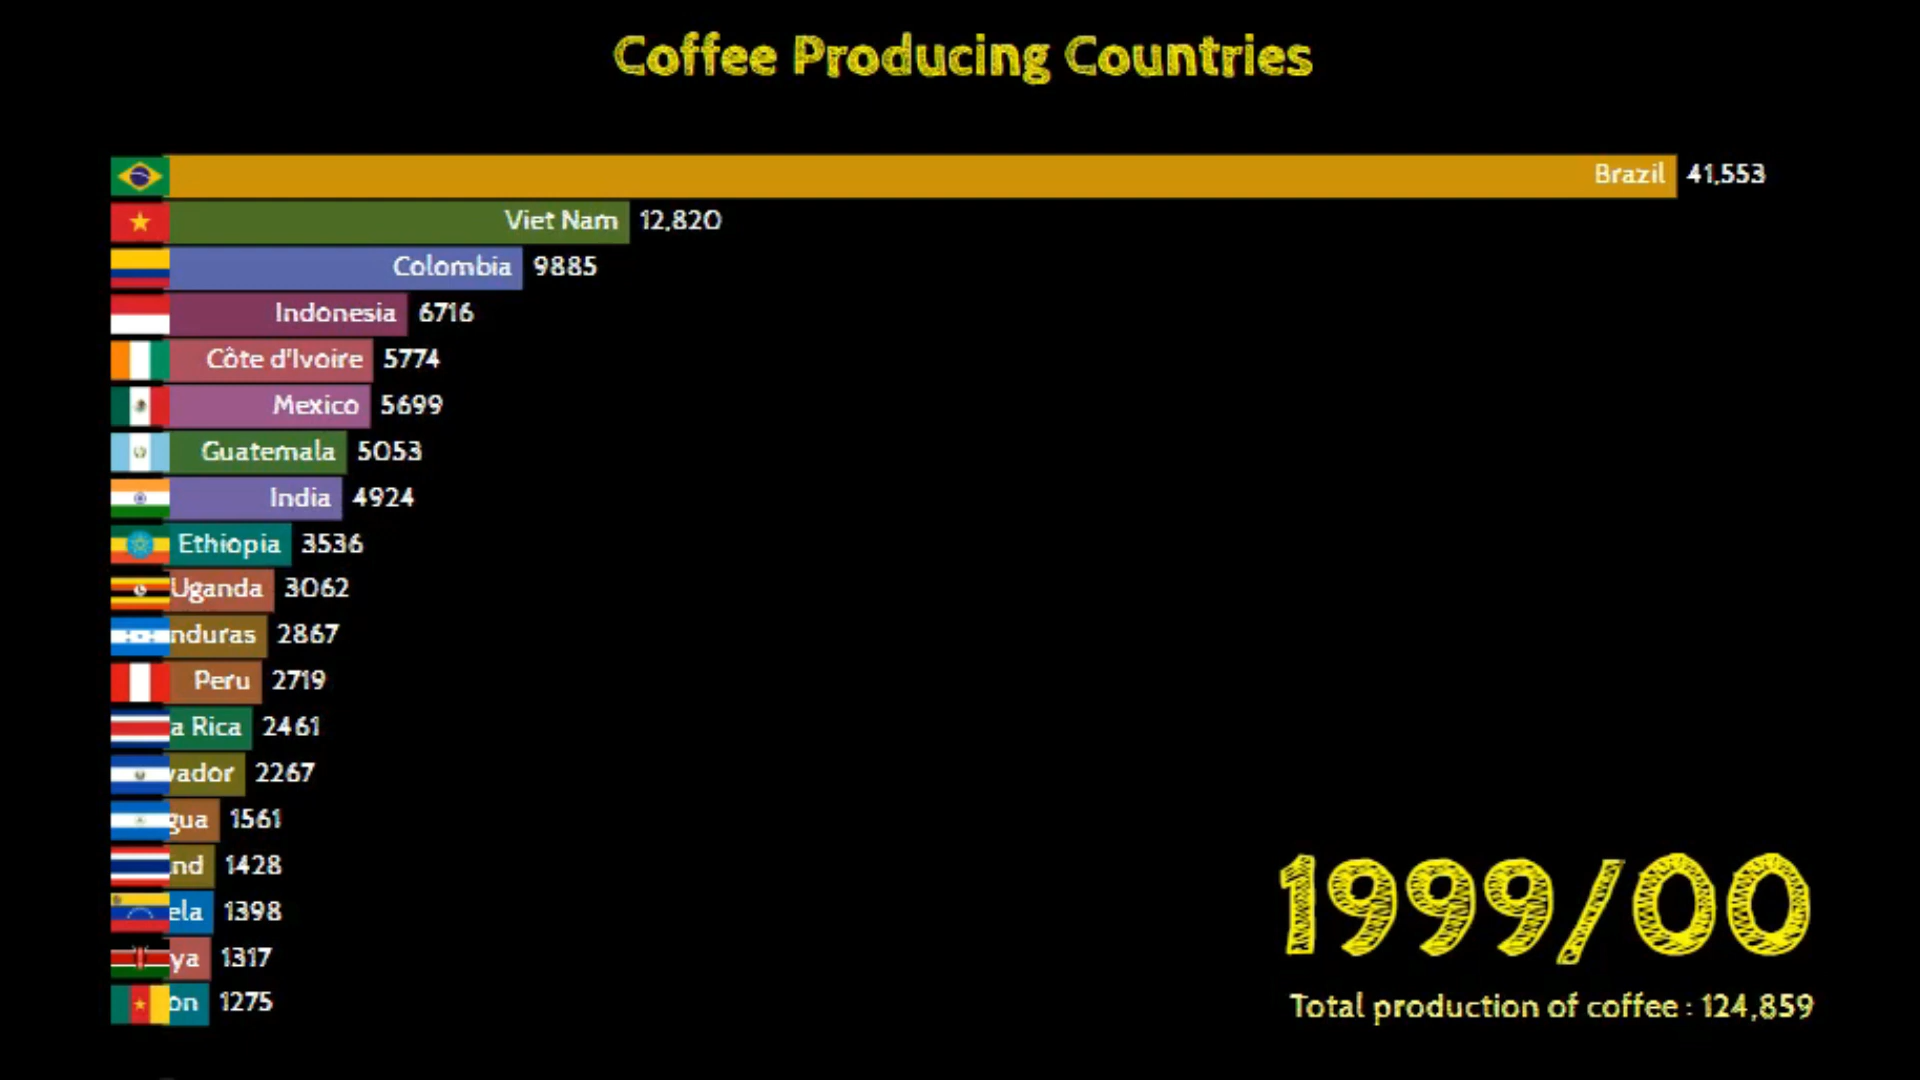 Coffee Producing Countries
Brazil 41,553
Viet Nam 12,820
Colombia 9885
Indonesia 6716
Côte d'Ivoire 5774
Mexico 5699
Guatemala 5053
India 4924
Ethiopia 3536
Uganda 3062
nduras 2867
Peru 2719
a Rica 2461
vador 2267
gua 1561
nd 1428
ela 1398
ya 1317
on 1275
1999/00
Total production of coffee : 124,859